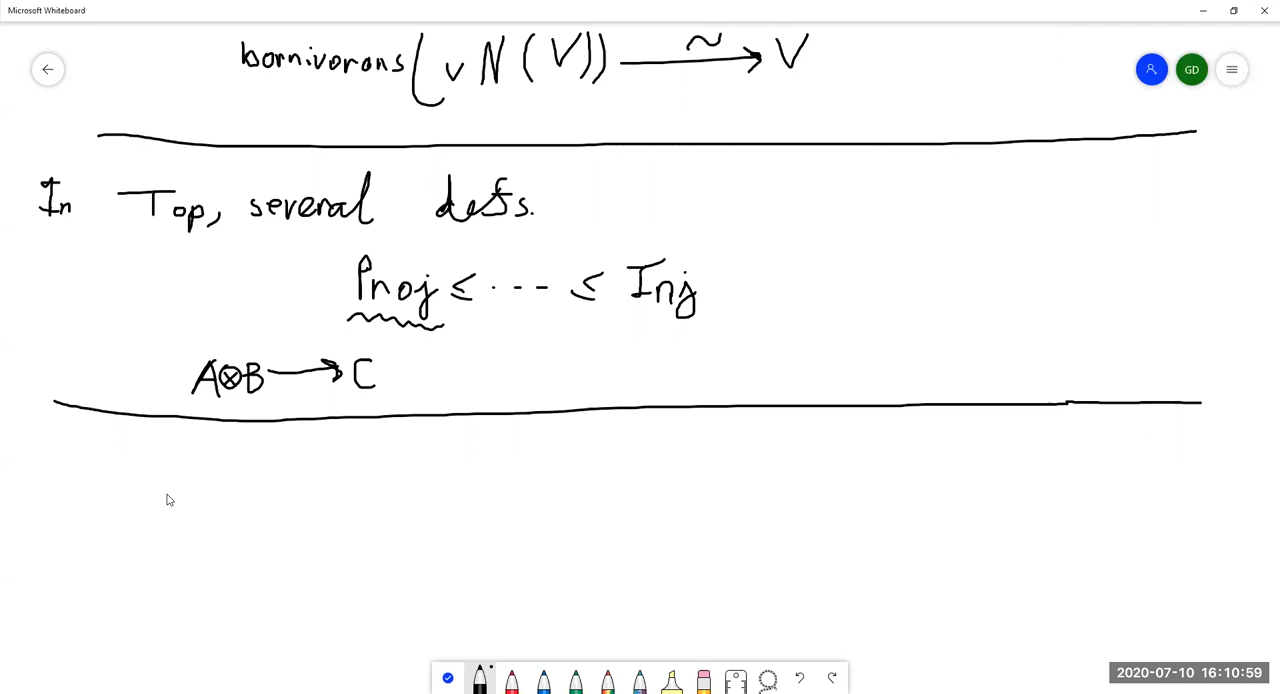 Microsoft Whiteboard
bornivorous (vN(V)) ⟶∼ V
GD
In Top, several defs.
Proj ≤ ... ≤ Inj
A⊗B ⟶ C
2020-07-10 16:10:59